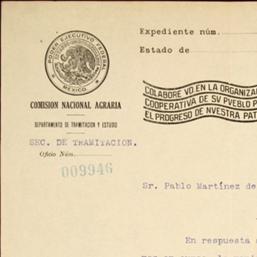 Expediente núm.
Estado de
PODER EJECUTIVO FEDERAL
MEXICO.
COLABORE VD. EN LA ORGANIZA
COOPERATIVA DE SV PVEBLO P
EL PROGRESO DE NVESTRA PAT
COMISION NACIONAL AGRARIA
DEPARTAMENTO DE TRAMITACION Y ESTUDIO
SEC. DE TRAMITACION.
Oficio Núm.
009946
Sr. Pablo Martínez de
En respuesta